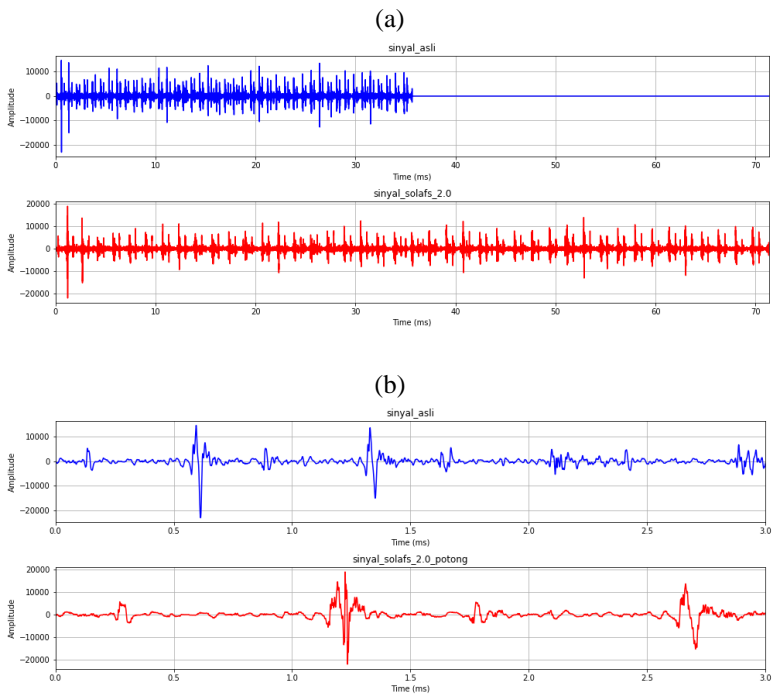 (a)
sinyal_asli
10000
0
-10000
-20000
Amplitude
0 10 20 30 40 50 60 70
Time (ms)
sinyal_solafs_2.0
20000
10000
0
-10000
-20000
Amplitude
0 10 20 30 40 50 60 70
Time (ms)
(b)
sinyal_asli
10000
0
-10000
-20000
Amplitude
0.0 0.5 1.0 1.5 2.0 2.5 3.0
Time (ms)
sinyal_solafs_2.0_potong
20000
10000
0
-10000
-20000
Amplitude
0.0 0.5 1.0 1.5 2.0 2.5 3.0
Time (ms)